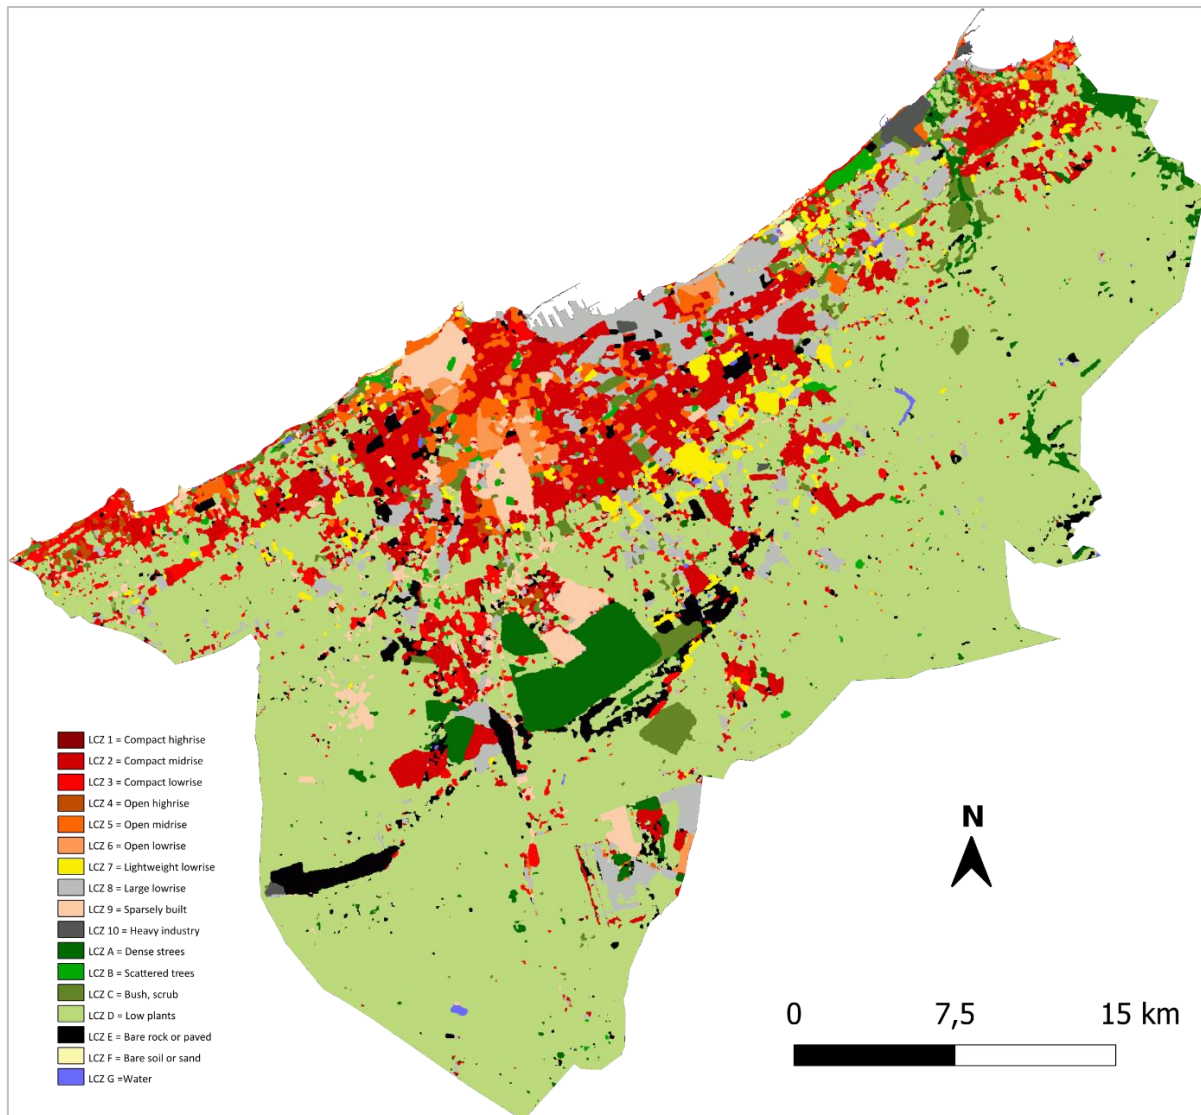 LCZ 1 = Compact highrise
LCZ 2 = Compact midrise
LCZ 3 = Compact lowrise
LCZ 4 = Open highrise
LCZ 5 = Open midrise
LCZ 6 = Open lowrise
LCZ 7 = Lightweight lowrise
LCZ 8 = Large lowrise
LCZ 9 = Sparsely built
LCZ 10 = Heavy industry
LCZ A = Dense strees
LCZ B = Scattered trees
LCZ C = Bush, scrub
LCZ D = Low plants
LCZ E = Bare rock or paved
LCZ F = Bare soil or sand
LCZ G =Water
N
0 7,5 15 km